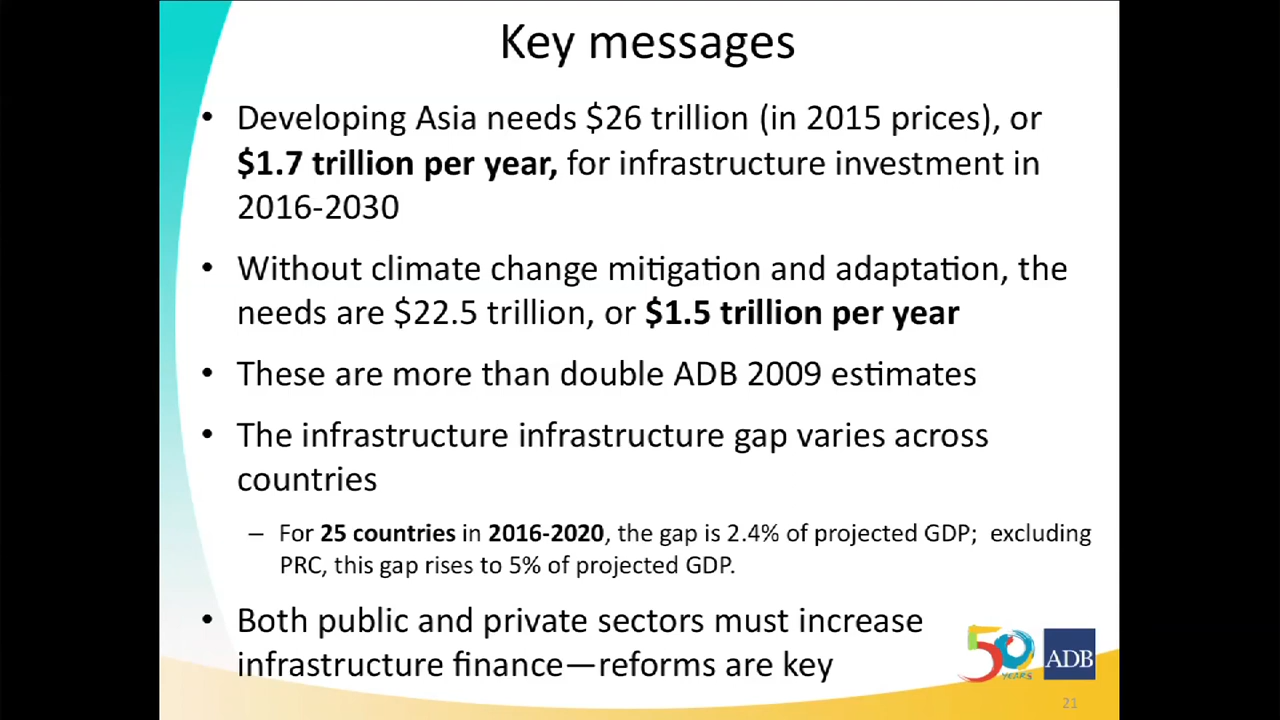 Key messages
• Developing Asia needs $26 trillion (in 2015 prices), or
$1.7 trillion per year, for infrastructure investment in
2016-2030
• Without climate change mitigation and adaptation, the
needs are $22.5 trillion, or $1.5 trillion per year
• These are more than double ADB 2009 estimates
• The infrastructure infrastructure gap varies across
countries
– For 25 countries in 2016-2020, the gap is 2.4% of projected GDP; excluding
PRC, this gap rises to 5% of projected GDP.
• Both public and private sectors must increase
infrastructure finance—reforms are key
50
YEARS
ADB
21